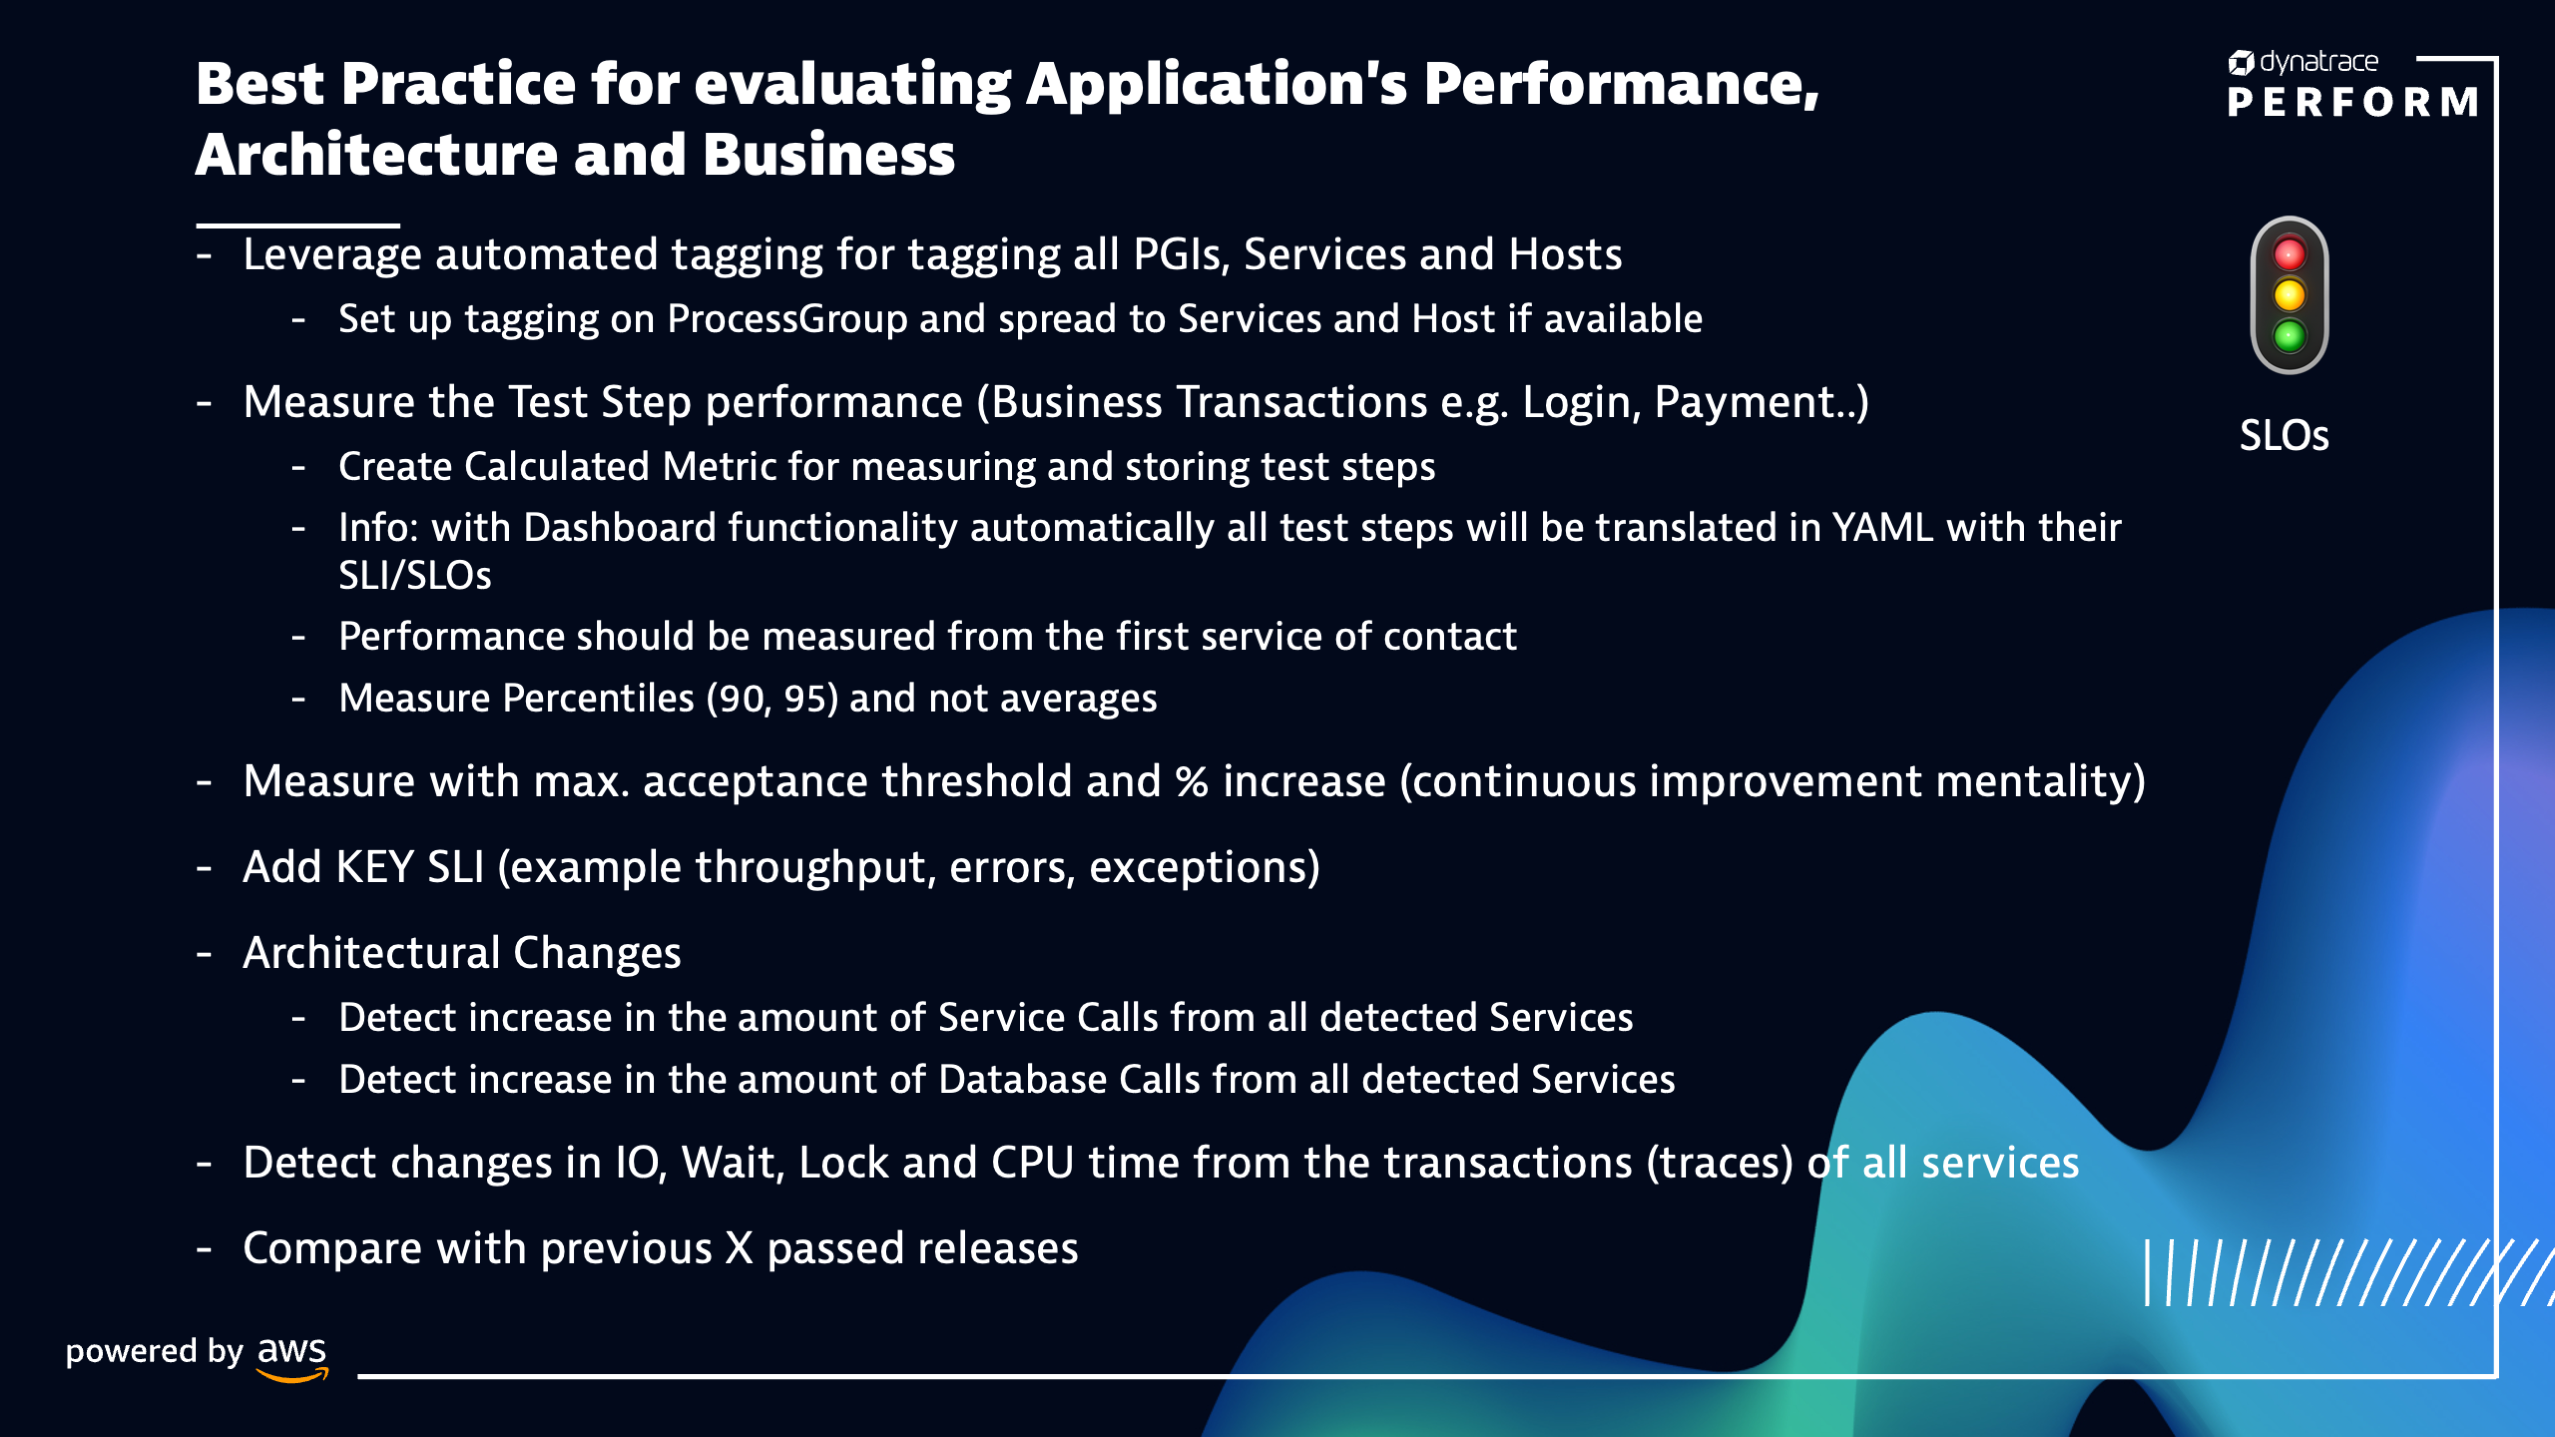 Best Practice for evaluating Application's Performance,
Architecture and Business
dynatrace
PERFORM
- Leverage automated tagging for tagging all PGIs, Services and Hosts
- Set up tagging on ProcessGroup and spread to Services and Host if available
- Measure the Test Step performance (Business Transactions e.g. Login, Payment..)
- Create Calculated Metric for measuring and storing test steps
- Info: with Dashboard functionality automatically all test steps will be translated in YAML with their
SLI/SLOs
- Performance should be measured from the first service of contact
- Measure Percentiles (90, 95) and not averages
- Measure with max. acceptance threshold and % increase (continuous improvement mentality)
- Add KEY SLI (example throughput, errors, exceptions)
- Architectural Changes
- Detect increase in the amount of Service Calls from all detected Services
- Detect increase in the amount of Database Calls from all detected Services
- Detect changes in IO, Wait, Lock and CPU time from the transactions (traces) of all services
- Compare with previous X passed releases
SLOs
powered by aws